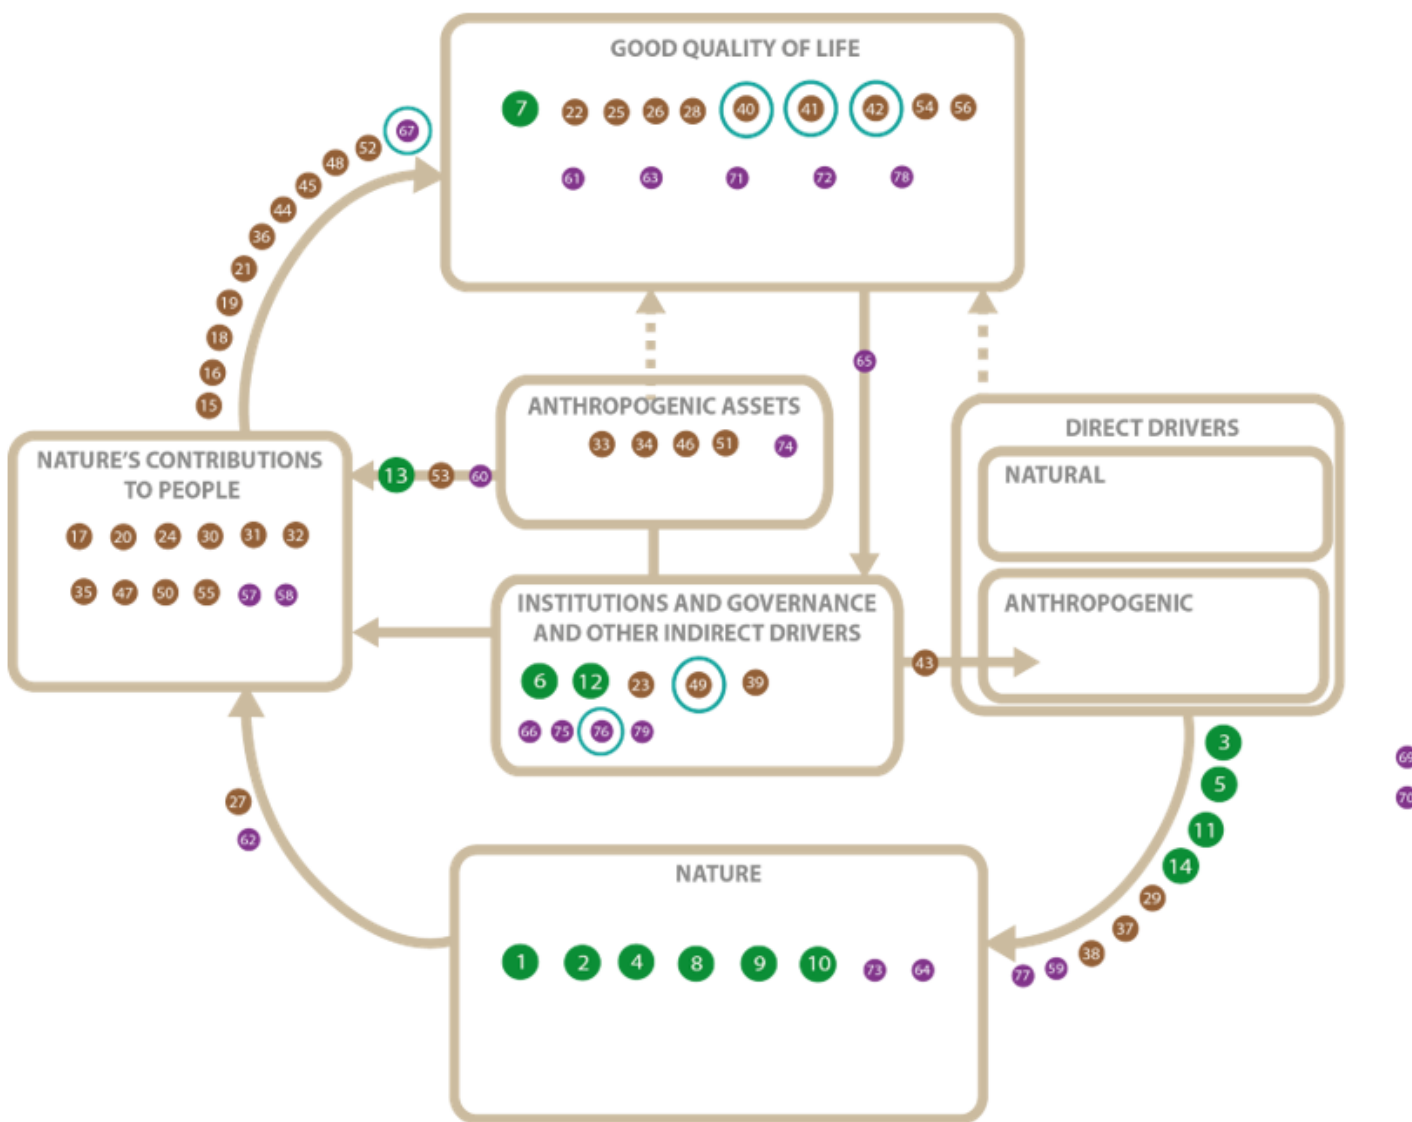 GOOD QUALITY OF LIFE
7 22 25 26 28 40 41 42 54 56
61 63 71 72 78
67
52
48
45
44
36
21
19
18
16
15
65
ANTHROPOGENIC ASSETS
33 34 46 51 74
13 53 60
NATURE'S CONTRIBUTIONS
TO PEOPLE
17 20 24 30 31 32
35 47 50 55 57 58
INSTITUTIONS AND GOVERNANCE
AND OTHER INDIRECT DRIVERS
6 12 23 49 39
66 75 76 79
43
DIRECT DRIVERS
NATURAL
ANTHROPOGENIC
3
5
11
14
29
37
38
59
77
69
70
27
62
NATURE
1 2 4 8 9 10 73 64